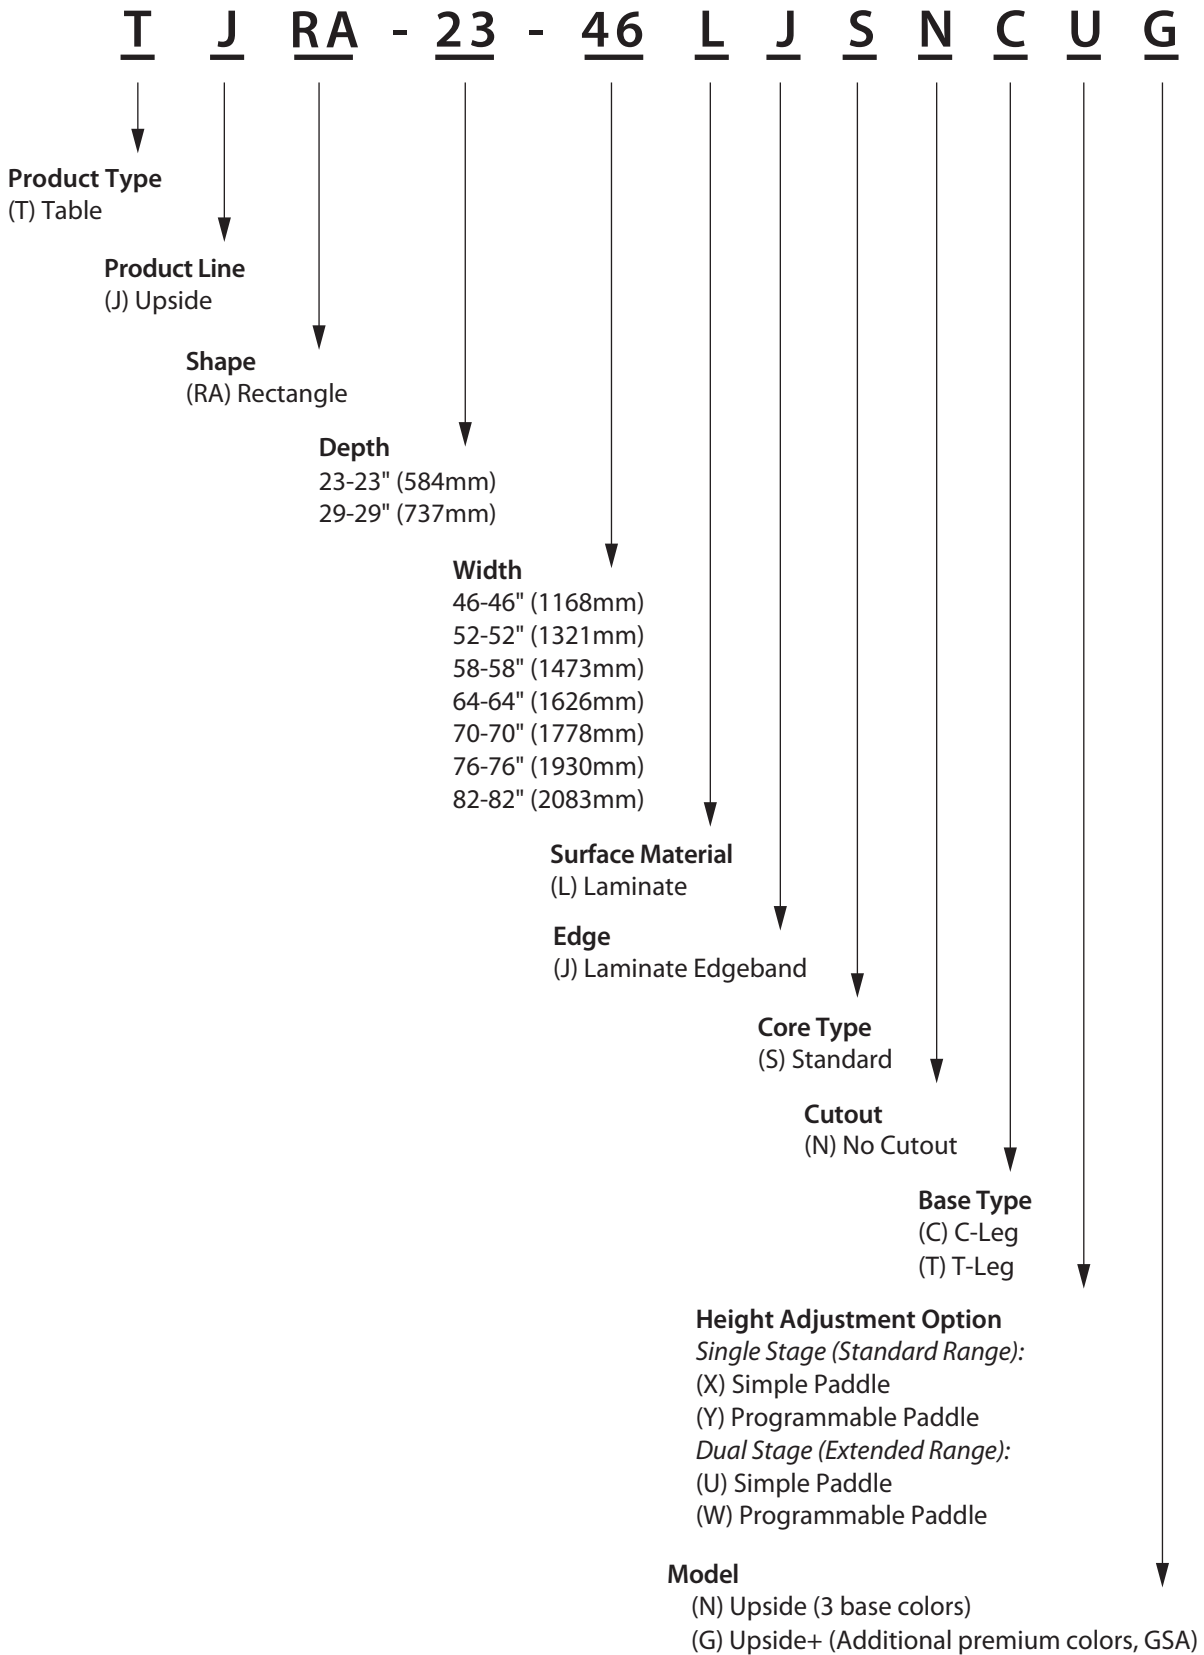 T J RA - 23 - 46 L J S N C U G
Product Type
(T) Table
Product Line
(J) Upside
Shape
(RA) Rectangle
Depth
23-23" (584mm)
29-29" (737mm)
Width
46-46" (1168mm)
52-52" (1321mm)
58-58" (1473mm)
64-64" (1626mm)
70-70" (1778mm)
76-76" (1930mm)
82-82" (2083mm)
Surface Material
(L) Laminate
Edge
(J) Laminate Edgeband
Core Type
(S) Standard
Cutout
(N) No Cutout
Base Type
(C) C-Leg
(T) T-Leg
Height Adjustment Option
Single Stage (Standard Range):
(X) Simple Paddle
(Y) Programmable Paddle
Dual Stage (Extended Range):
(U) Simple Paddle
(W) Programmable Paddle
Model
(N) Upside (3 base colors)
(G) Upside+ (Additional premium colors, GSA)